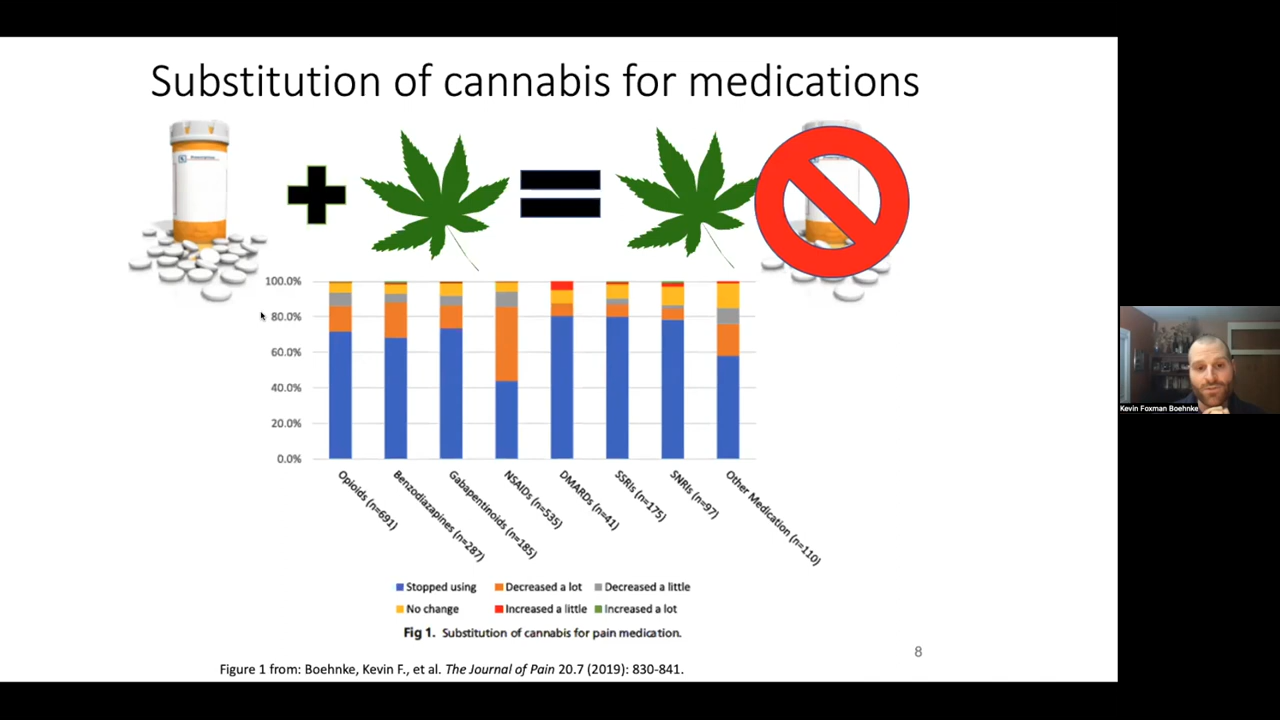 Substitution of cannabis for medications
100.0%
80.0%
60.0%
40.0%
20.0%
0.0%
Opioids (n=691)
Benzodiazapines (n=287)
Gabapentinoids (n=185)
NSAIDs (n=535)
DMARDs (n=41)
SSRIs (n=175)
SNRIs (n=97)
Other Medication (n=110)
Stopped using Decreased a lot Decreased a little
No change Increased a little Increased a lot
Fig 1. Substitution of cannabis for pain medication.
8
Figure 1 from: Boehnke, Kevin F., et al. The Journal of Pain 20.7 (2019): 830-841.
Kevin Foxman Boehnke